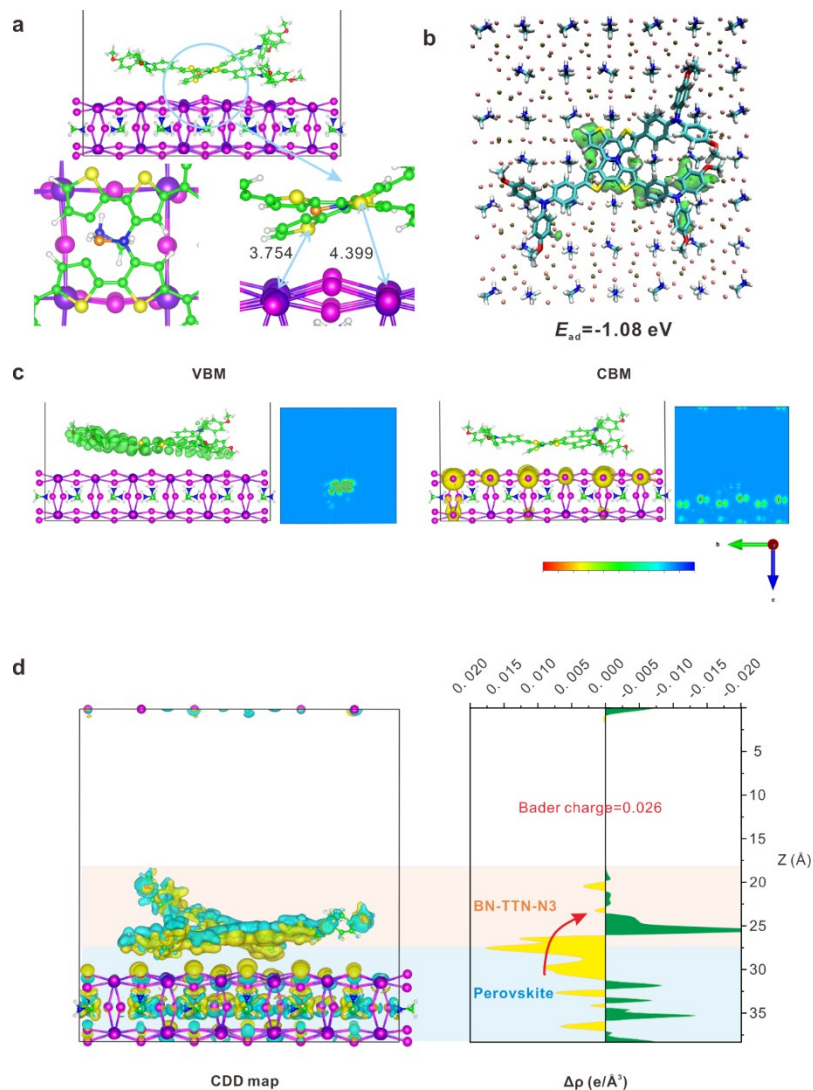 a
b
3.754
4.399
E_ad=-1.08 eV
c
VBM
CBM
b
c
d
0.020
0.015
0.010
0.005
0.000
-0.005
-0.010
-0.015
-0.020
5
10
Bader charge=0.026
15
Z (Å)
20
BN-TTN-N3
25
30
Perovskite
35
CDD map
Δρ (e/Å³)